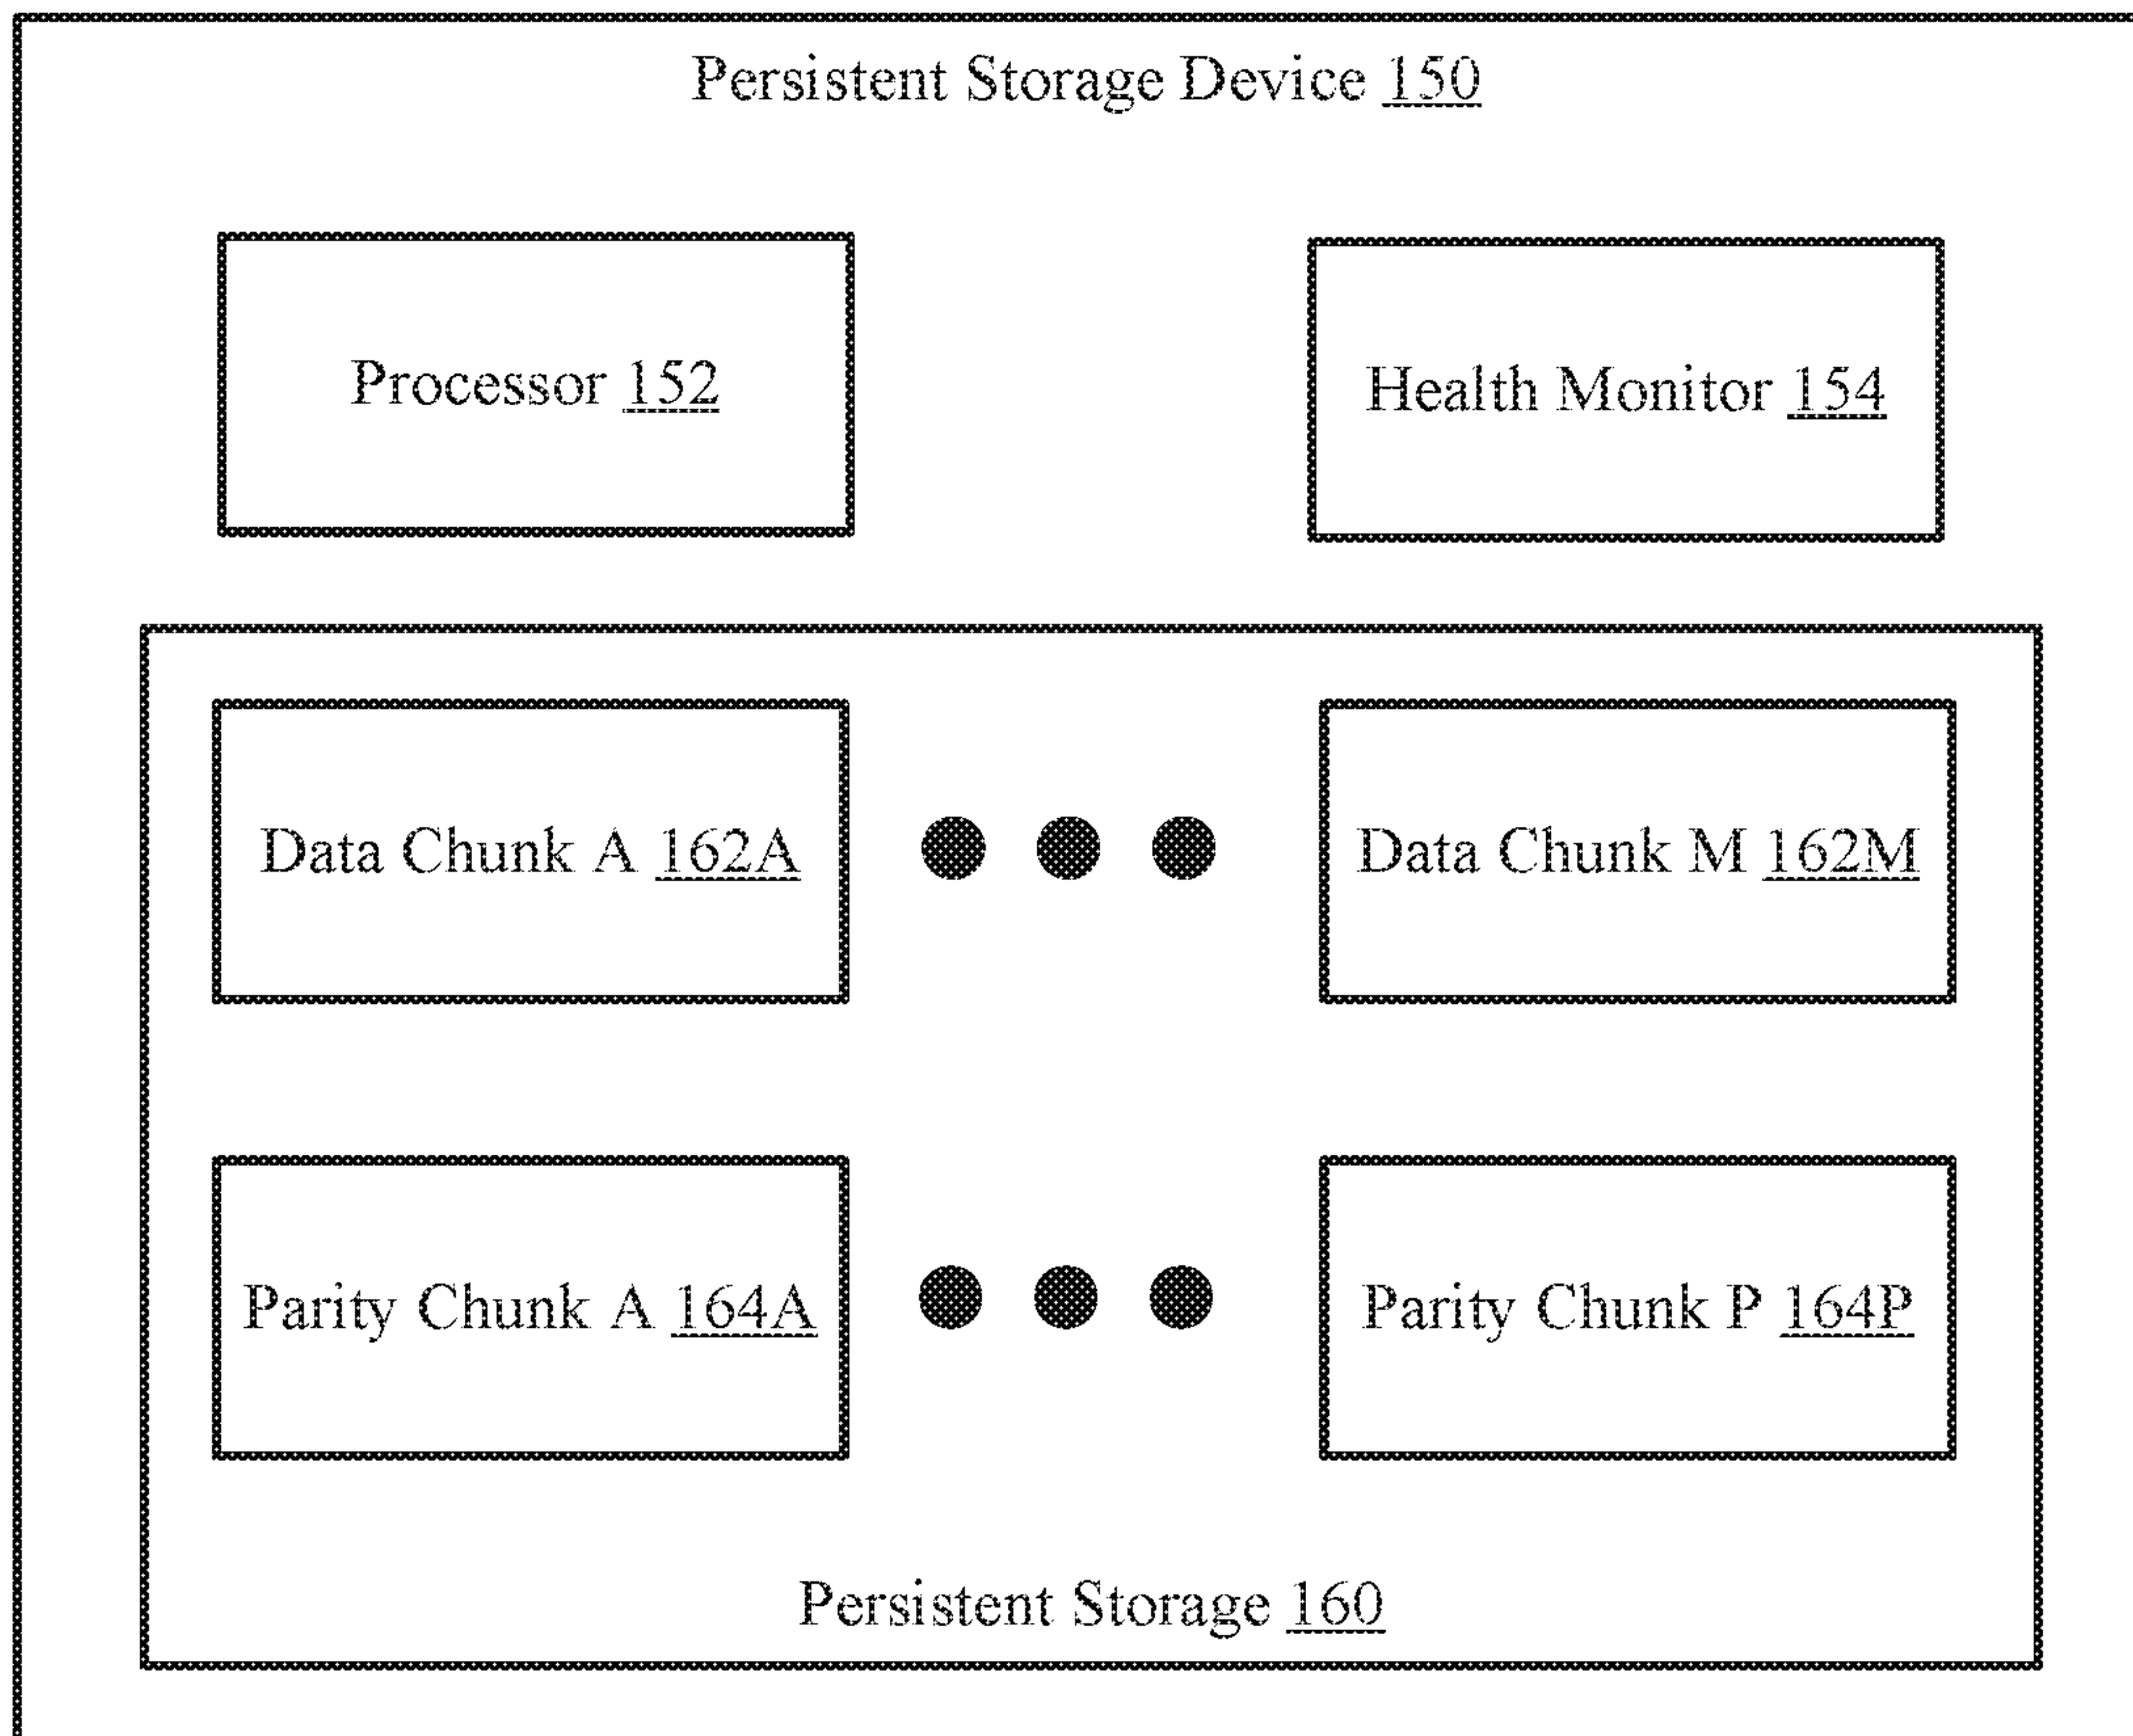 Persistent Storage Device 150
Processor 152
Health Monitor 154
Data Chunk A 162A
Data Chunk M 162M
Parity Chunk A 164A
Parity Chunk P 164P
Persistent Storage 160